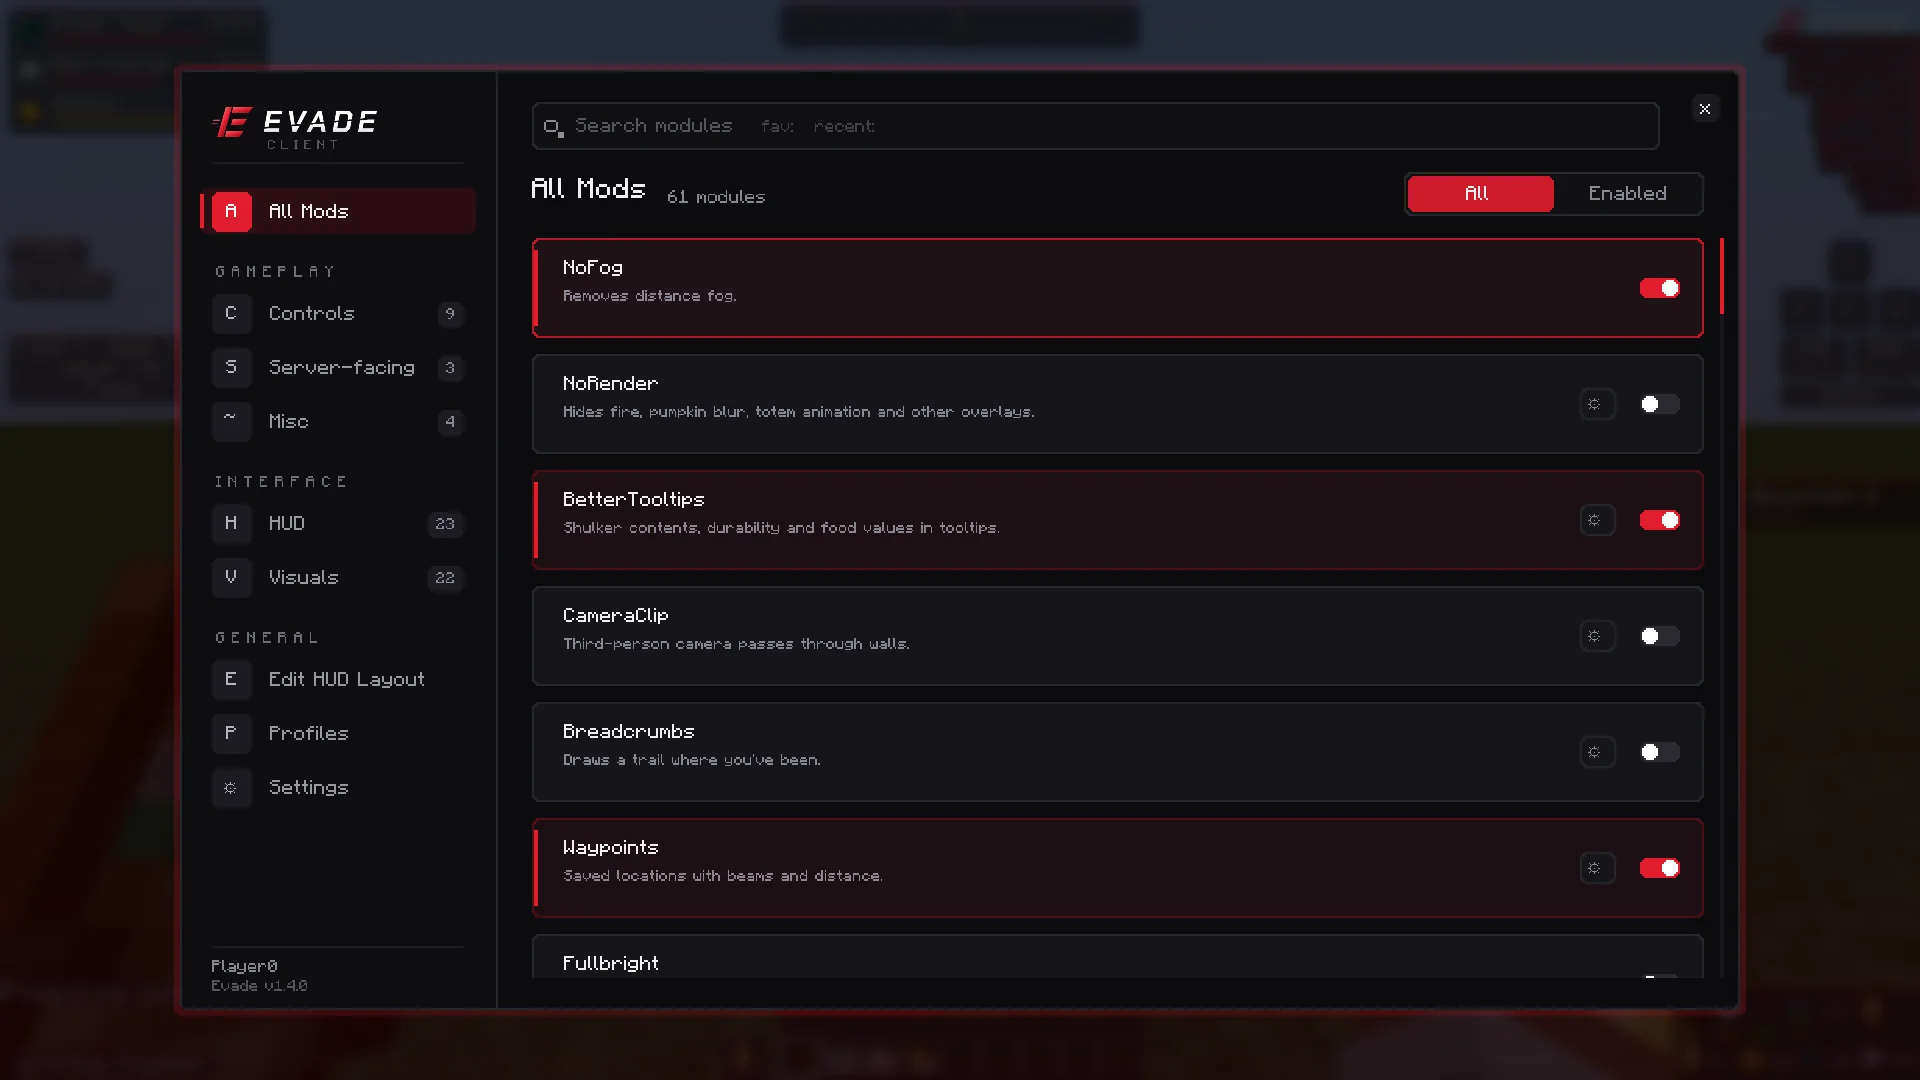 EVADE
CLIENT
A All Mods
GAMEPLAY
C Controls 9
S Server-facing 3
~ Misc 4
INTERFACE
H HUD 23
V Visuals 22
GENERAL
E Edit HUD Layout
P Profiles
Settings
Player0
Evade v1.4.0
Search modules fav: recent:
All Mods 61 modules
All Enabled
NoFog
Removes distance fog.
NoRender
Hides fire, pumpkin blur, totem animation and other overlays.
BetterTooltips
Shulker contents, durability and food values in tooltips.
CameraClip
Third-person camera passes through walls.
Breadcrumbs
Draws a trail where you've been.
Waypoints
Saved locations with beams and distance.
Fullbright